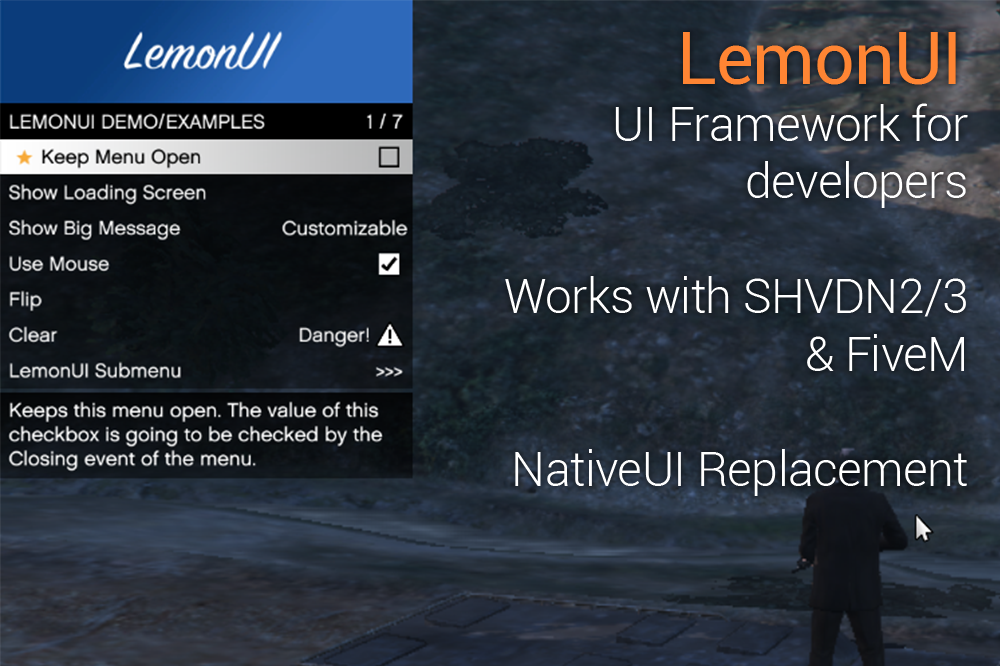 LemonUI
LEMONUI DEMO/EXAMPLES 1 / 7
Keep Menu Open
Show Loading Screen
Show Big Message Customizable
Use Mouse
Flip
Clear Danger!
LemonUI Submenu >>>
Keeps this menu open. The value of this
checkbox is going to be checked by the
Closing event of the menu.
LemonUI
UI Framework for
developers
Works with SHVDN2/3
& FiveM
NativeUI Replacement